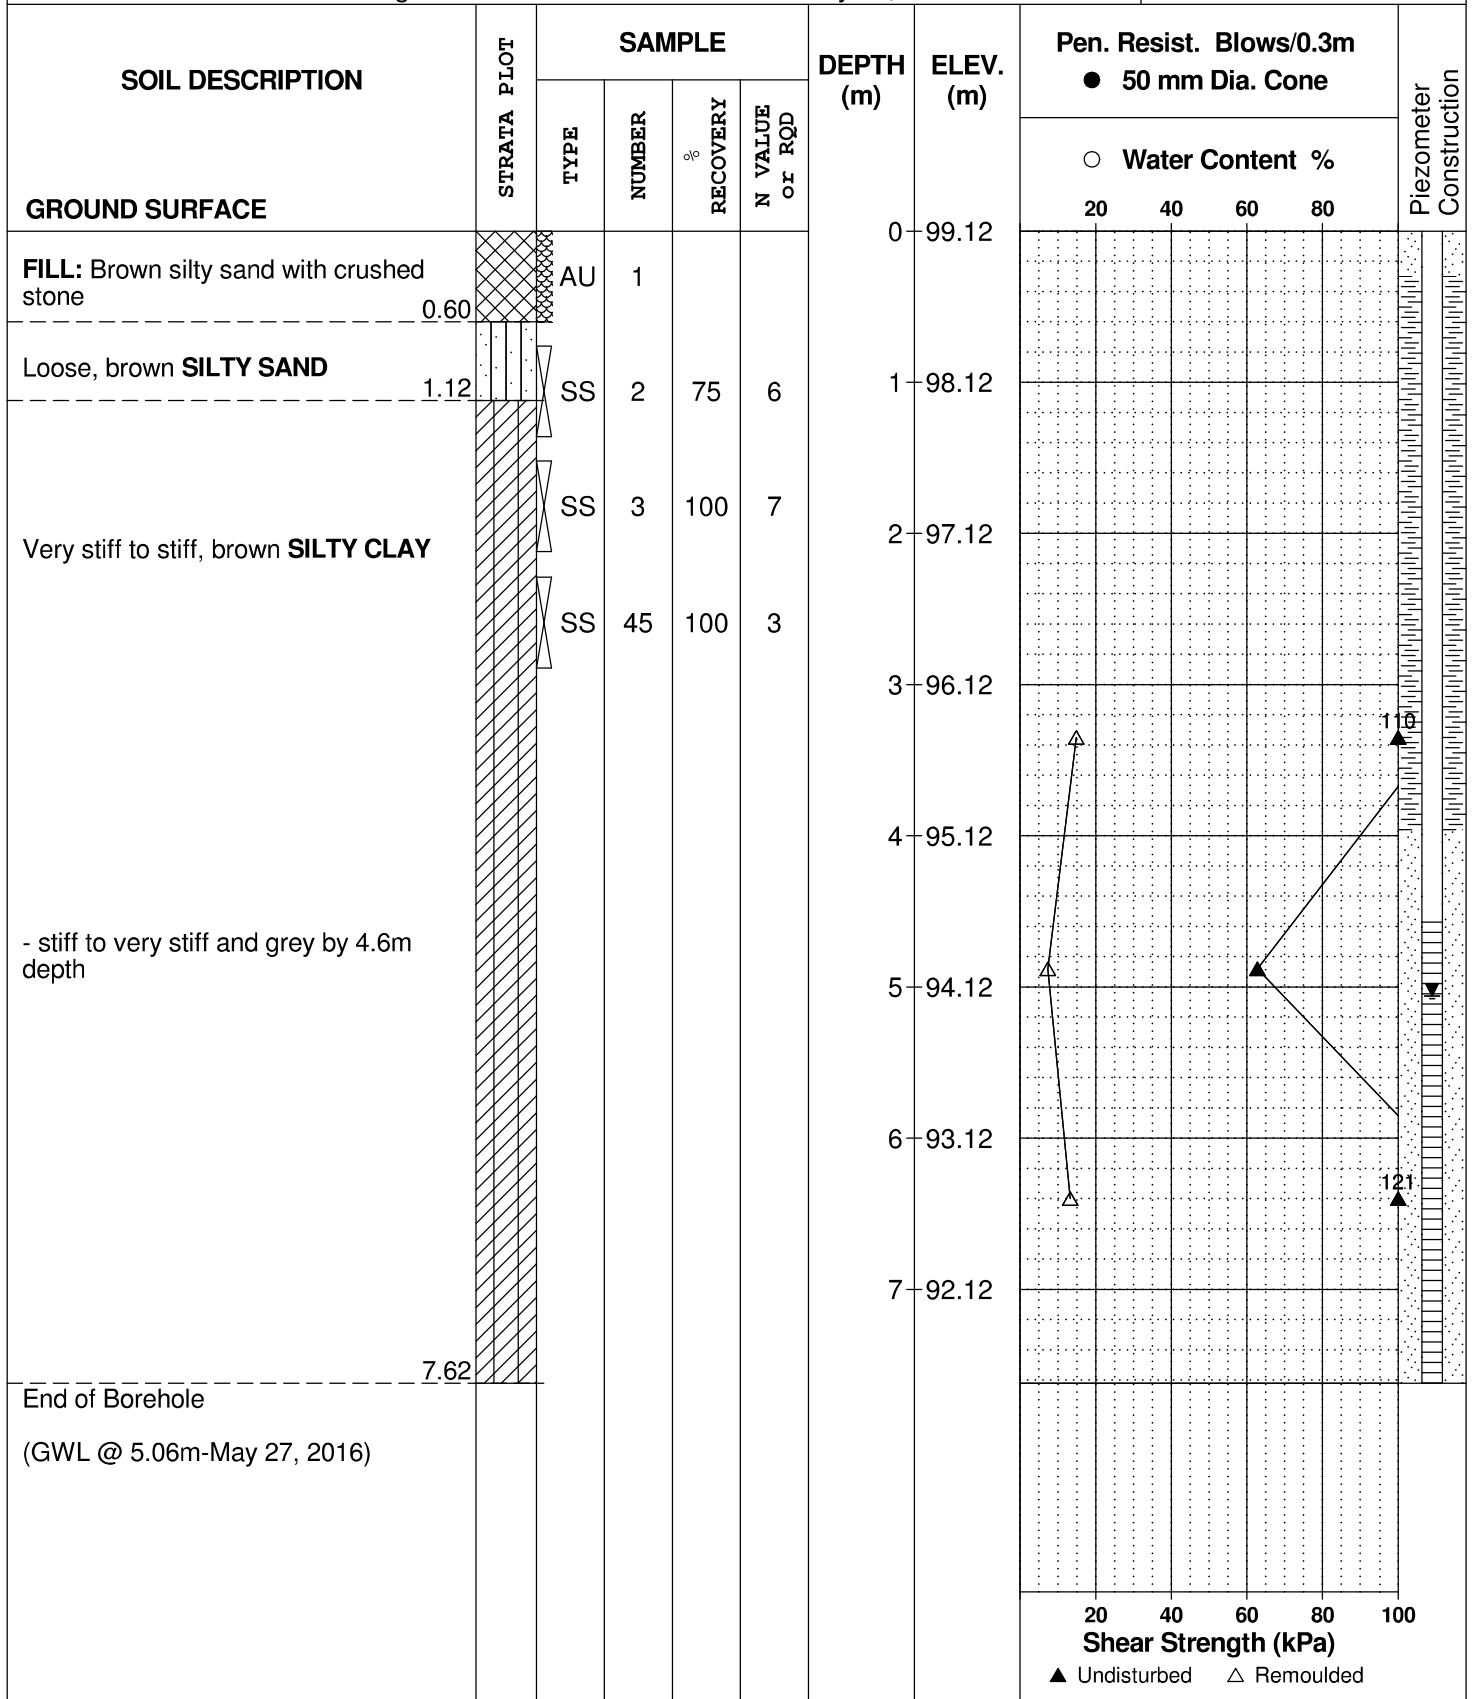 SOIL DESCRIPTION
GROUND SURFACE
STRATA PLOT
SAMPLE
TYPE
NUMBER
% RECOVERY
N VALUE or RQD
DEPTH (m)
ELEV. (m)
Pen. Resist. Blows/0.3m
● 50 mm Dia. Cone
○ Water Content %
20 40 60 80
Piezometer Construction
0 99.12
FILL: Brown silty sand with crushed
stone
0.60
AU 1
Loose, brown SILTY SAND
1.12
SS 2 75 6
1 98.12
SS 3 100 7
2 97.12
Very stiff to stiff, brown SILTY CLAY
SS 45 100 3
3 96.12
110
4 95.12
- stiff to very stiff and grey by 4.6m
depth
5 94.12
6 93.12
121
7 92.12
7.62
End of Borehole
(GWL @ 5.06m-May 27, 2016)
20 40 60 80 100
Shear Strength (kPa)
▲ Undisturbed △ Remoulded